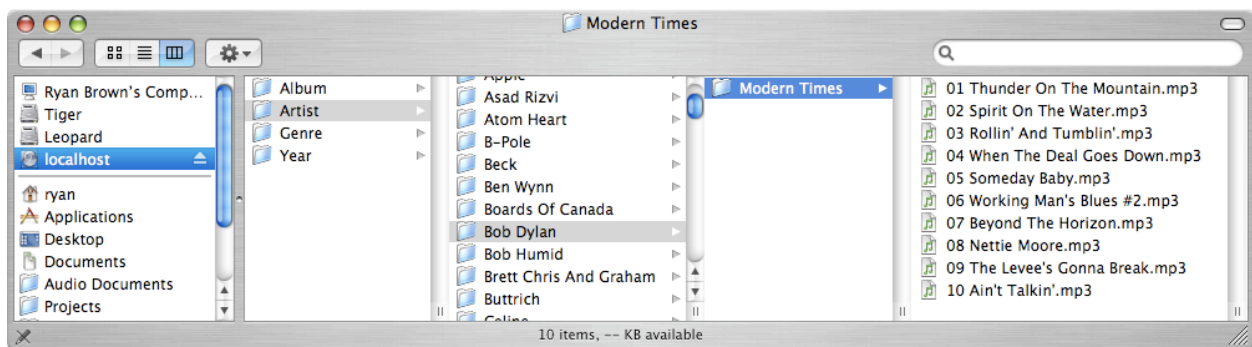 Modern Times
Ryan Brown's Comp...
Tiger
Leopard
localhost
ryan
Applications
Desktop
Documents
Audio Documents
Projects
Album
Artist
Genre
Year
Apple
Asad Rizvi
Atom Heart
B-Pole
Beck
Ben Wynn
Boards Of Canada
Bob Dylan
Bob Humid
Brett Chris And Graham
Buttrich
Modern Times
01 Thunder On The Mountain.mp3
02 Spirit On The Water.mp3
03 Rollin' And Tumblin'.mp3
04 When The Deal Goes Down.mp3
05 Someday Baby.mp3
06 Working Man's Blues #2.mp3
07 Beyond The Horizon.mp3
08 Nettie Moore.mp3
09 The Levee's Gonna Break.mp3
10 Ain't Talkin'.mp3
10 items, -- KB available